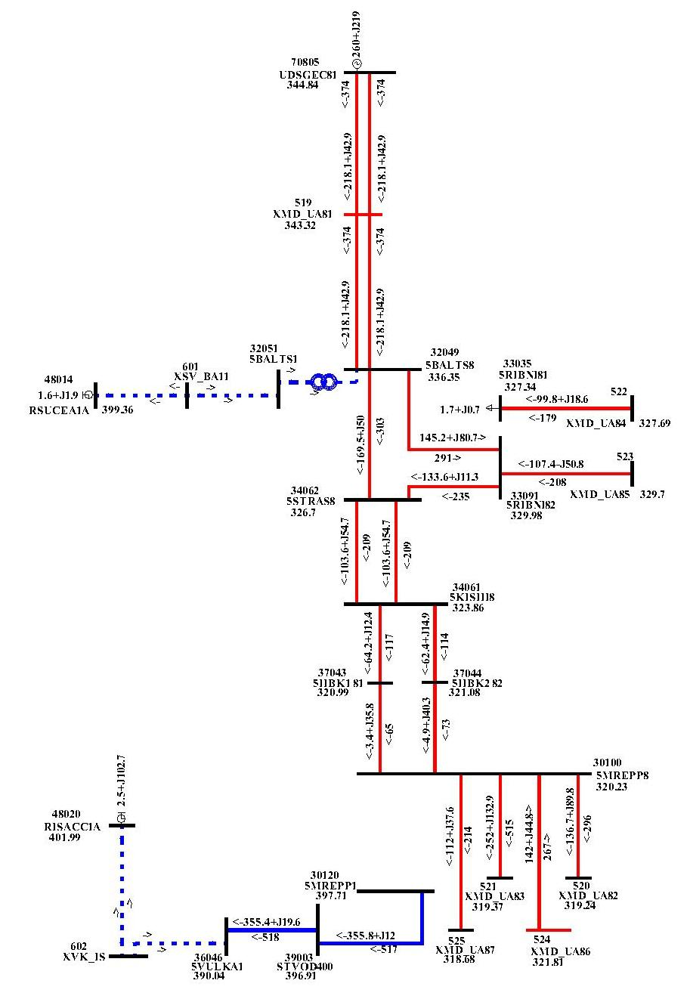 260+J219
70805
UDSGEC81
344.84
<-374
<-374
<-218.1+J42.9
<-218.1+J42.9
519
XMD_UA81
343.32
<-374
<-374
<-218.1+J42.9
<-218.1+J42.9
32051
5BALTS1
32049
5BALTS8
336.35
48014
1.6+J1.9
RSUCEA1A
399.36
601
XSV_BA11
33035
5RIBNI81
327.34
1.7+J0.7
<-99.8+J18.6
<-179
522
XMD_UA84
327.69
<-169.5+J50
<-303
145.2+J80.7->
291->
<-133.6+J11.3
<-235
<-107.4-J50.8
<-208
523
XMD_UA85
329.7
33091
5RIBNI82
329.98
34062
5STRAS8
326.7
<-103.6+J54.7
<-209
<-103.6+J54.7
<-209
34061
5KISHI8
323.86
<-64.2+J12.4
<-117
<-62.4+J14.9
<-114
37043
5HBK1 81
320.99
37044
5HBK2 82
321.08
<-3.4+J35.8
<-65
<-4.9+J40.3
<-73
30100
5MREPP8
320.23
<-112+J37.6
<-214
<-252+J132.9
<-515
142+J44.8->
267->
<-136.7+J89.8
<-296
521
XMD_UA83
319.37
520
XMD_UA82
319.24
525
XMD_UA87
318.68
524
XMD_UA86
321.81
2.5+J102.7
48020
RISACC1A
401.99
30120
5MREPP1
397.71
<-355.4+J19.6
<-518
<-355.8+J12
<-517
602
XVK_IS
36046
5VULKA1
390.04
39003
STVOD400
396.91